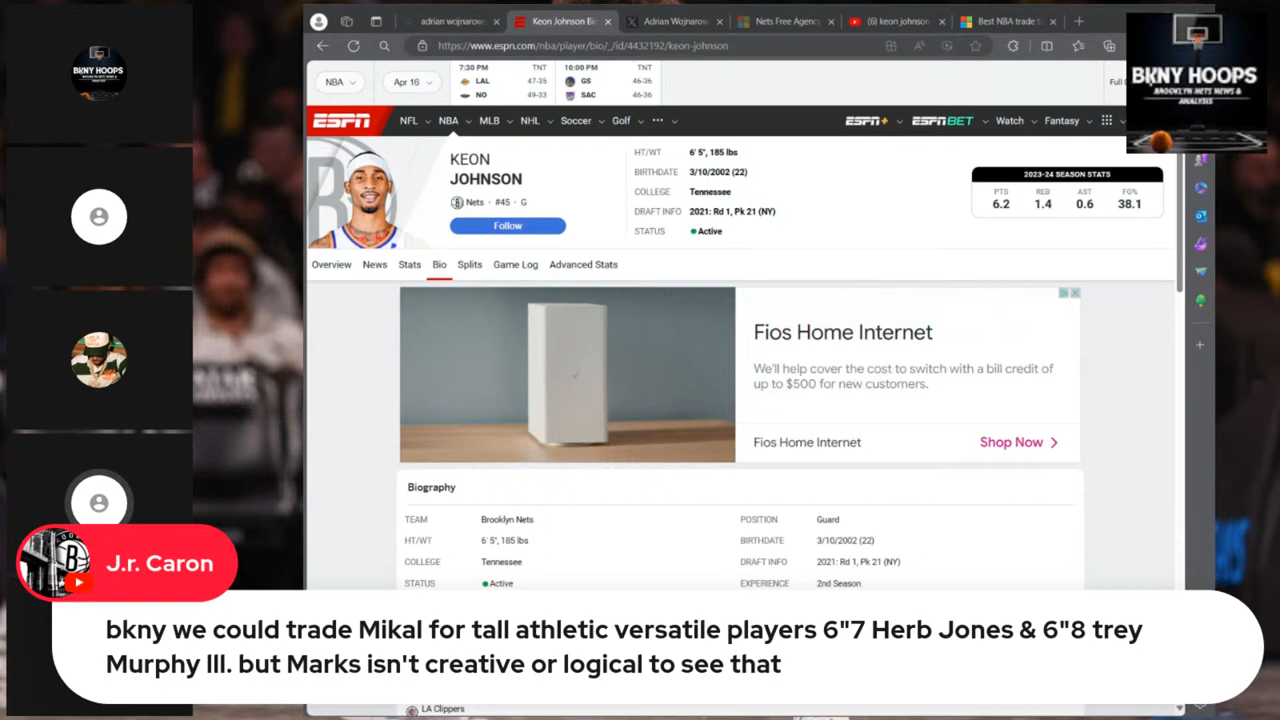 BKNY HOOPS
adrian wojnarows
Keon Johnson Bi
Adrian Wojnarow
Nets Free Agenc
(6) keon johnson
Best NBA trade t
https://www.espn.com/nba/player/bio/_/id/4432192/keon-johnson
BKNY HOOPS
BROOKLYN NETS NEWS &
ANALYSIS
NBA
Apr 16
7:30 PM TNT
LAL 47-35
NO 49-33
10:00 PM TNT
GS 46-36
SAC 46-36
Full
ESPN NFL NBA MLB NHL Soccer Golf ••• ESPN+ ESPN BET Watch Fantasy
KEON
JOHNSON
Nets • #45 • G
Follow
HT/WT 6' 5", 185 lbs
BIRTHDATE 3/10/2002 (22)
COLLEGE Tennessee
DRAFT INFO 2021: Rd 1, Pk 21 (NY)
STATUS Active
2023-24 SEASON STATS
PTS REB AST FG%
6.2 1.4 0.6 38.1
Overview News Stats Bio Splits Game Log Advanced Stats
Fios Home Internet
We'll help cover the cost to switch with a bill credit of
up to $500 for new customers.
Fios Home Internet Shop Now
Biography
TEAM Brooklyn Nets POSITION Guard
HT/WT 6' 5", 185 lbs BIRTHDATE 3/10/2002 (22)
COLLEGE Tennessee DRAFT INFO 2021: Rd 1, Pk 21 (NY)
STATUS Active EXPERIENCE 2nd Season
J.r. Caron
bkny we could trade Mikal for tall athletic versatile players 6"7 Herb Jones & 6"8 trey
Murphy lll. but Marks isn't creative or logical to see that
LA Clippers